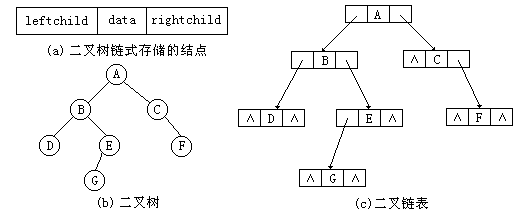 leftchild data rightchild
(a) 二叉树链式存储的结点
A
B C
D E F
G
(b) 二叉树
A
B ∧ C
∧ D ∧ E ∧ ∧ F ∧
∧ G ∧
(c) 二叉链表